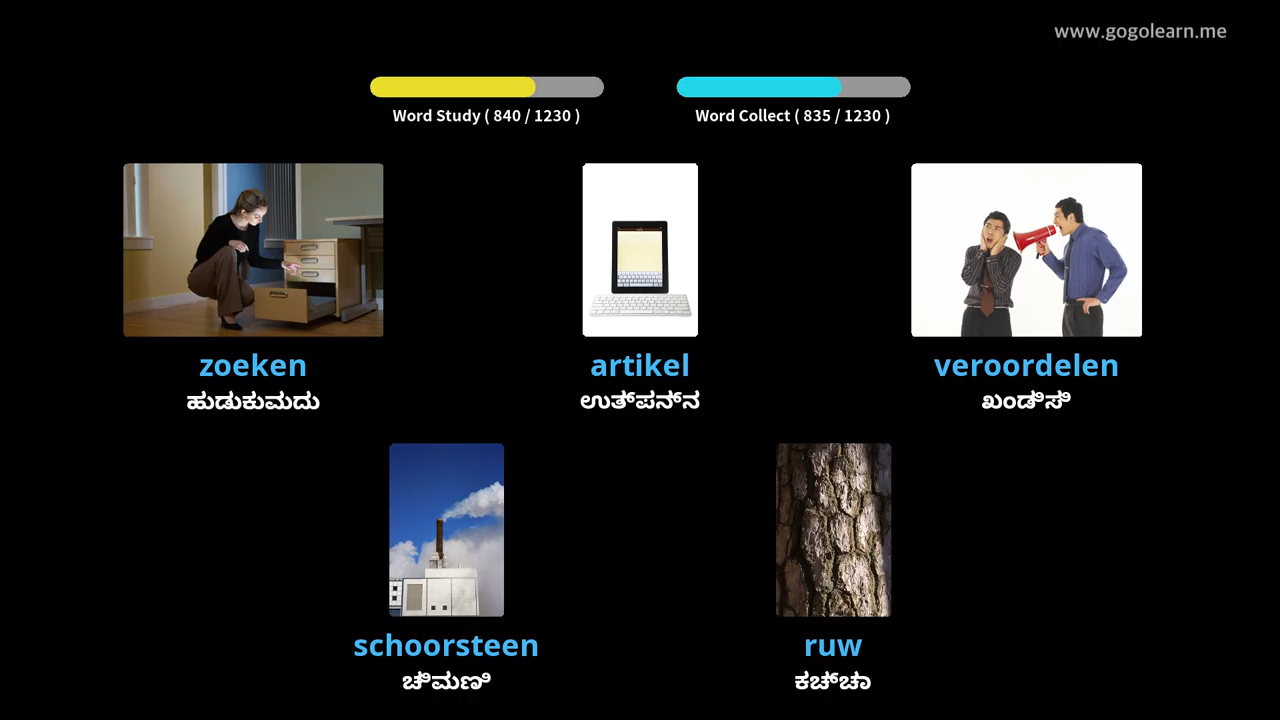 www.gogolearn.me
Word Study ( 840 / 1230 )
Word Collect ( 835 / 1230 )
zoeken
ಹುಡುಕುಮದು
artikel
ಉತ್ಪನ್ನ
veroordelen
ಖಂಡಿಸಿ
schoorsteen
ಚಿಮಣಿ
ruw
ಕಚ್ಚಾ